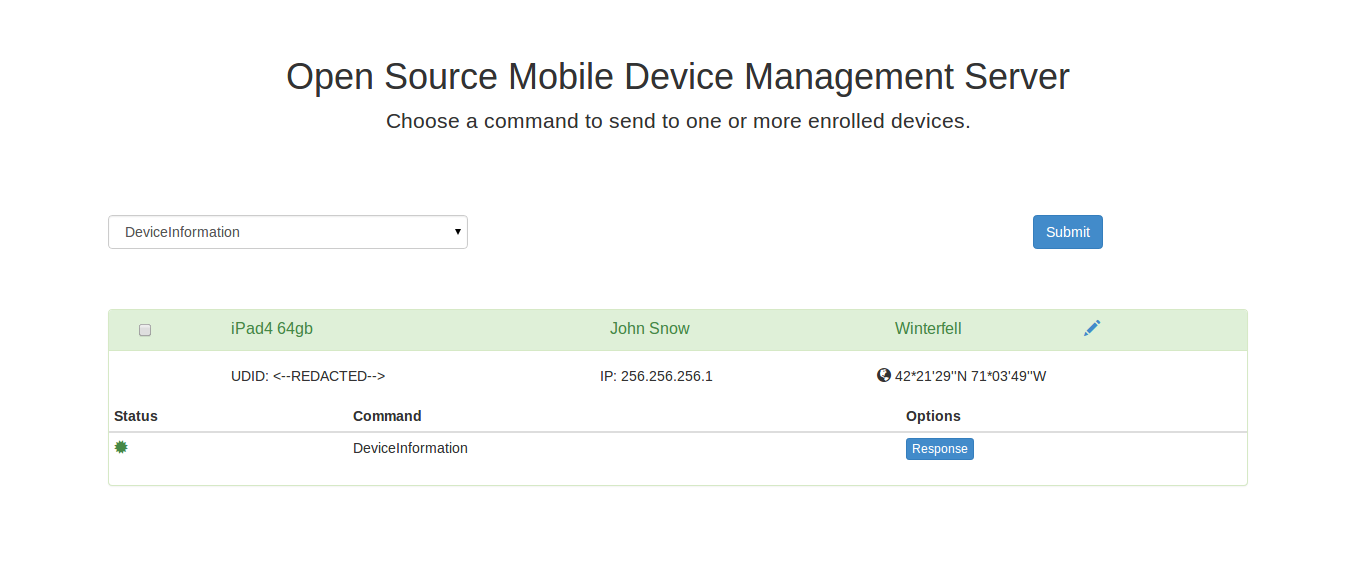 Open Source Mobile Device Management Server
Choose a command to send to one or more enrolled devices.
DeviceInformation Submit
iPad4 64gb John Snow Winterfell
UDID: <--REDACTED--> IP: 256.256.256.1 42*21'29''N 71*03'49''W
Status Command Options
DeviceInformation Response